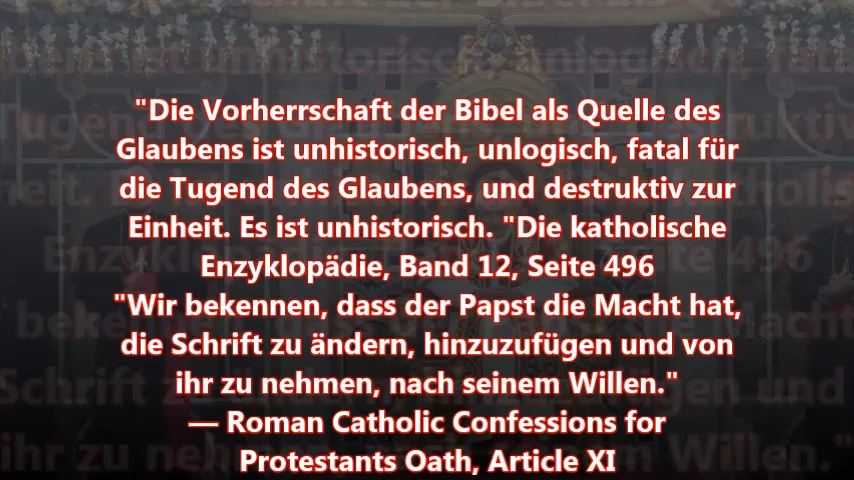 "Die Vorherrschaft der Bibel als Quelle des
Glaubens ist unhistorisch, unlogisch, fatal für
die Tugend des Glaubens, und destruktiv zur
Einheit. Es ist unhistorisch. "Die katholische
Enzyklopädie, Band 12, Seite 496
"Wir bekennen, dass der Papst die Macht hat,
die Schrift zu ändern, hinzuzufügen und von
ihr zu nehmen, nach seinem Willen."
— Roman Catholic Confessions for
Protestants Oath, Article XI